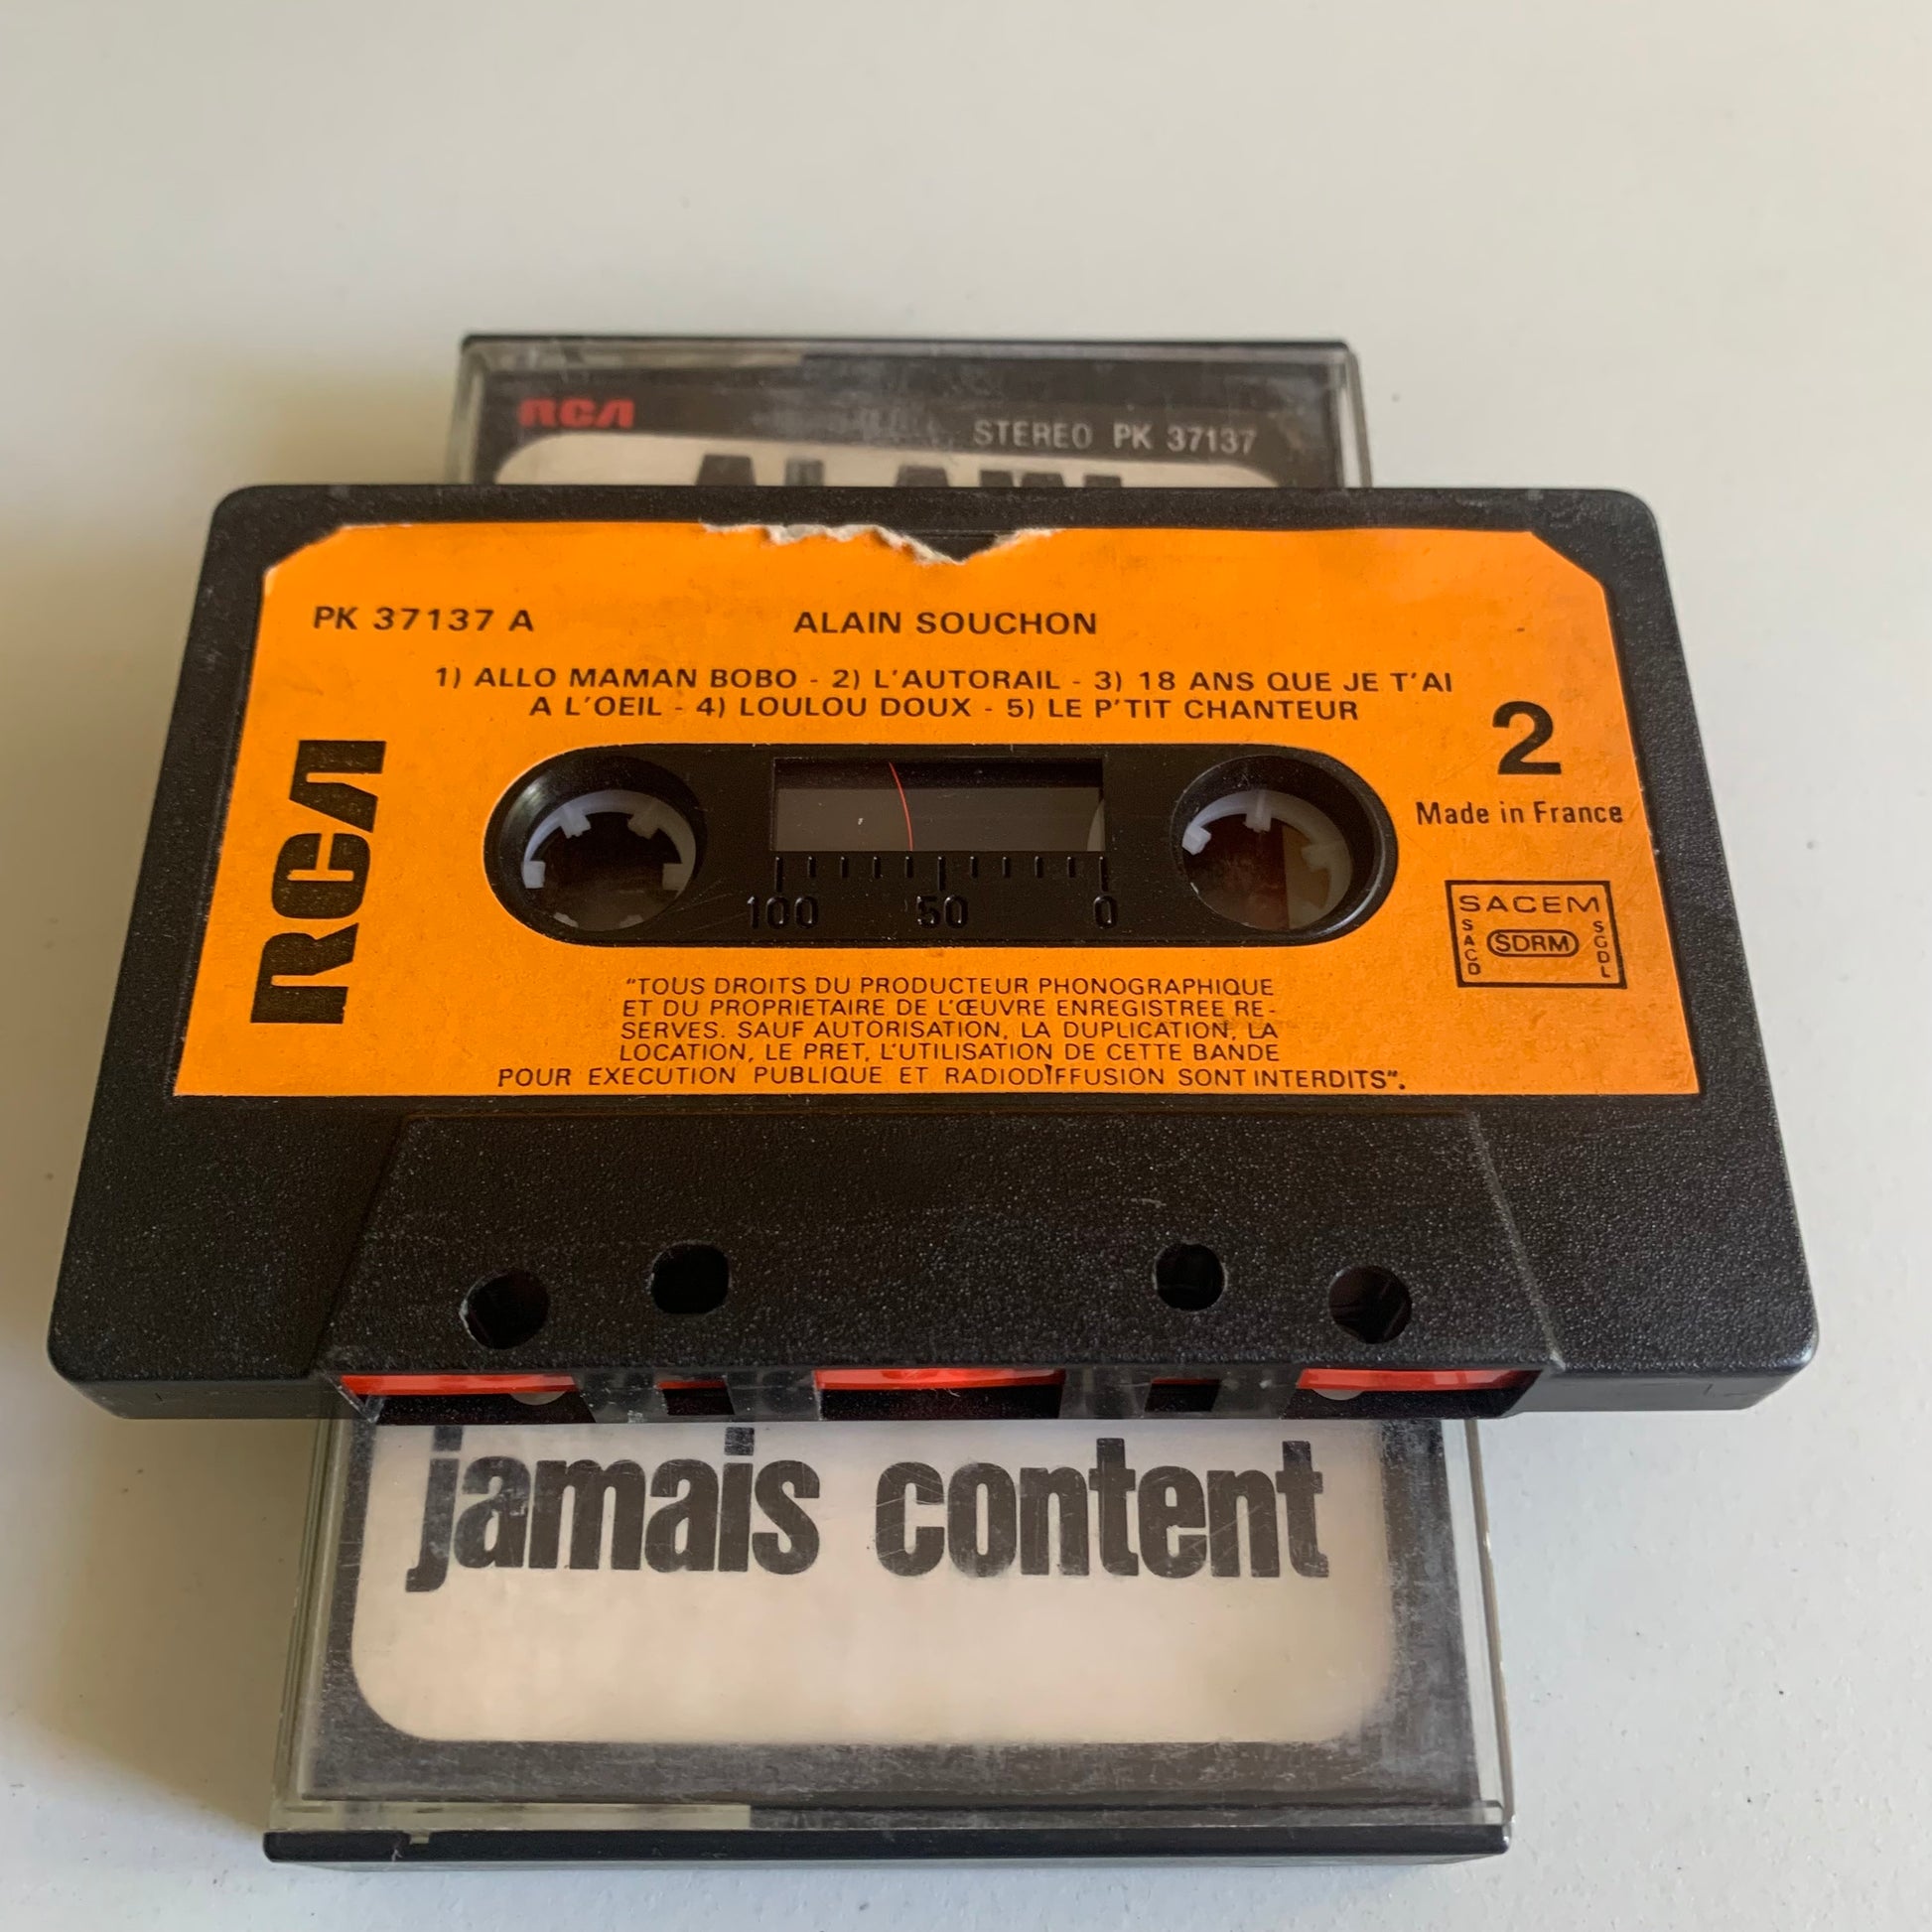 RCA
STEREO PK 37137
PK 37137 A
ALAIN SOUCHON
1) ALLO MAMAN BOBO - 2) L'AUTORAIL - 3) 18 ANS QUE JE T'AI
A L'OEIL - 4) LOULOU DOUX - 5) LE P'TIT CHANTEUR
2
Made in France
RCA
100 50 0
SACEM
SACD
SDRM
SGDL
"TOUS DROITS DU PRODUCTEUR PHONOGRAPHIQUE
ET DU PROPRIETAIRE DE L'ŒUVRE ENREGISTREE RE-
SERVES. SAUF AUTORISATION, LA DUPLICATION, LA
LOCATION, LE PRET, L'UTILISATION DE CETTE BANDE
POUR EXECUTION PUBLIQUE ET RADIODIFFUSION SONT INTERDITS".
jamais content